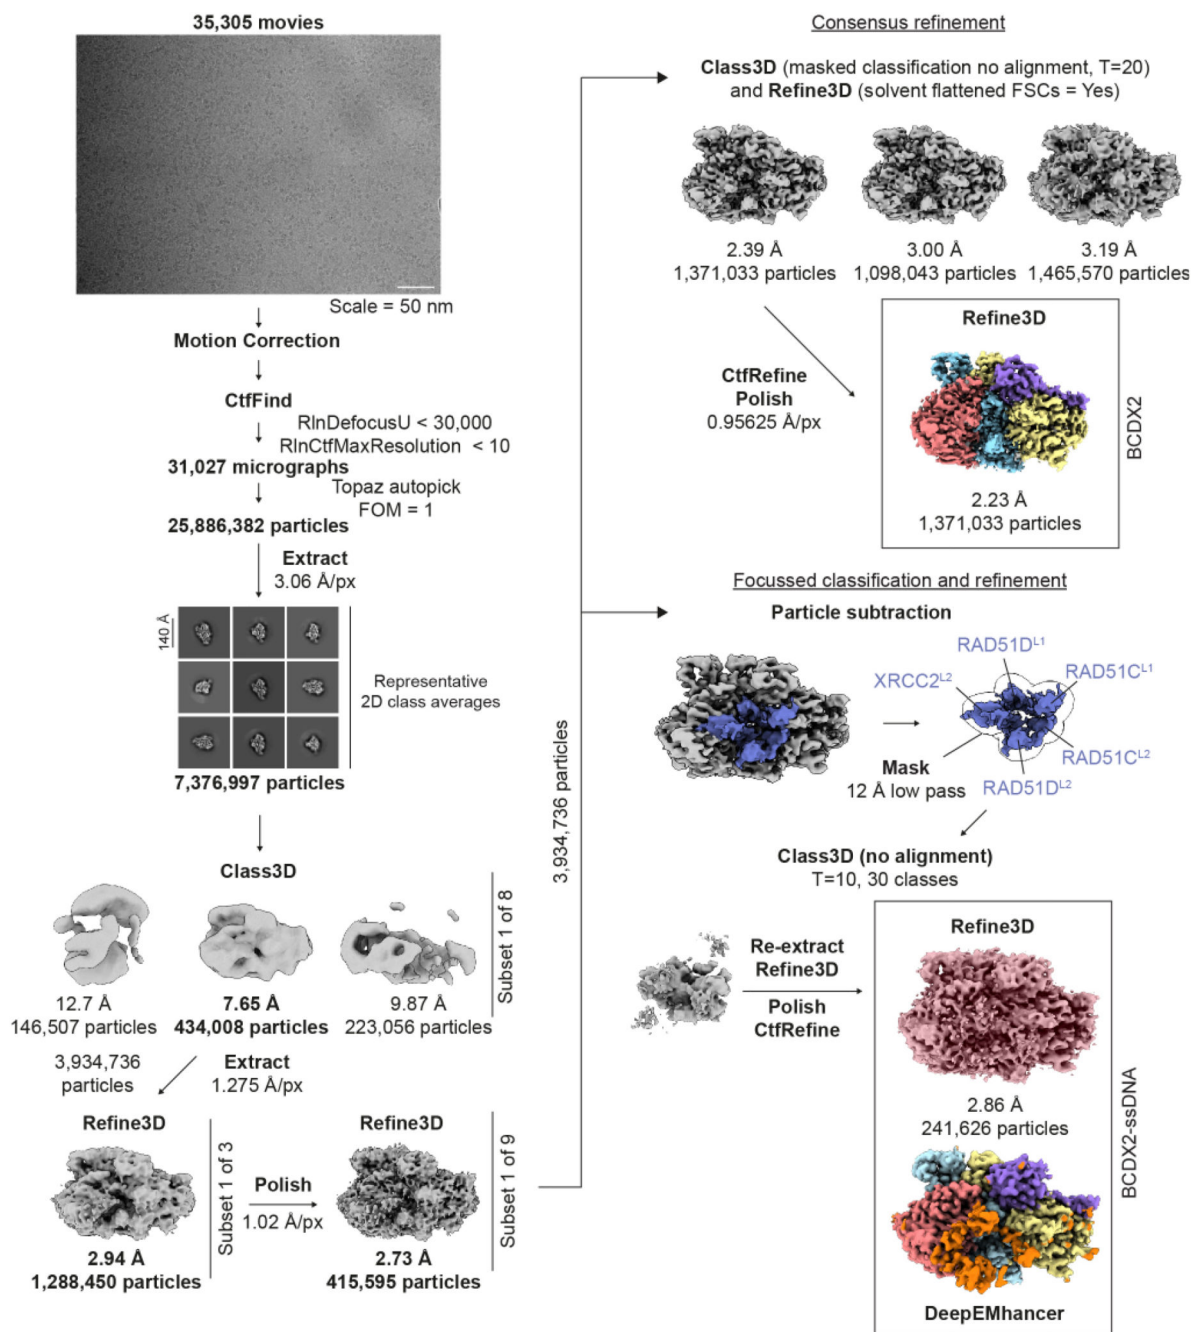 35,305 movies
Scale = 50 nm
Motion Correction
CtfFind
RlnDefocusU < 30,000
RlnCtfMaxResolution < 10
31,027 micrographs
Topaz autopick
FOM = 1
25,886,382 particles
Extract
3.06 Å/px
140 Å
Representative
2D class averages
7,376,997 particles
Class3D
Subset 1 of 8
12.7 Å
146,507 particles
7.65 Å
434,008 particles
9.87 Å
223,056 particles
3,934,736
particles
Extract
1.275 Å/px
Refine3D
Subset 1 of 3
2.94 Å
1,288,450 particles
Polish
1.02 Å/px
Refine3D
Subset 1 of 9
2.73 Å
415,595 particles
3,934,736 particles
Consensus refinement
Class3D (masked classification no alignment, T=20)
and Refine3D (solvent flattened FSCs = Yes)
2.39 Å
1,371,033 particles
3.00 Å
1,098,043 particles
3.19 Å
1,465,570 particles
CtfRefine
Polish
0.95625 Å/px
Refine3D
2.23 Å
1,371,033 particles
BCDX2
Focussed classification and refinement
Particle subtraction
RAD51D^L1
XRCC2^L2
RAD51C^L1
RAD51C^L2
RAD51D^L2
Mask
12 Å low pass
Class3D (no alignment)
T=10, 30 classes
Re-extract
Refine3D
Polish
CtfRefine
Refine3D
2.86 Å
241,626 particles
DeepEMhancer
BCDX2-ssDNA